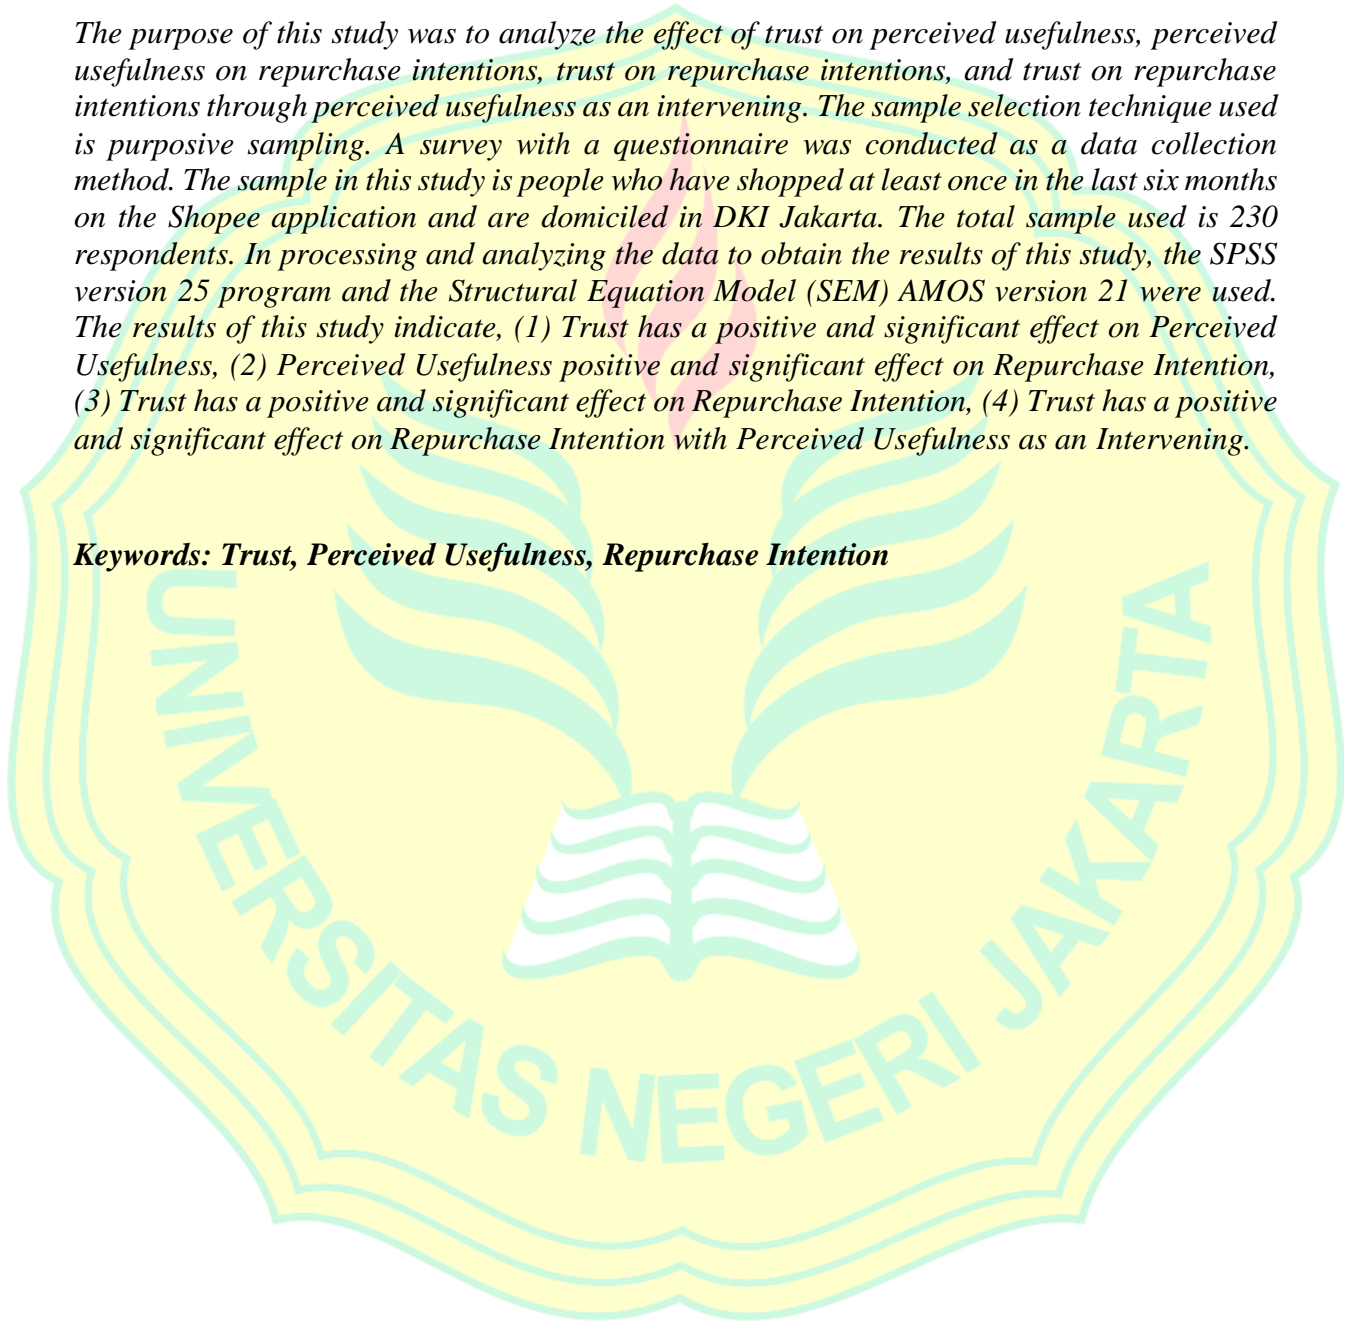 The purpose of this study was to analyze the effect of trust on perceived usefulness, perceived
usefulness on repurchase intentions, trust on repurchase intentions, and trust on repurchase
intentions through perceived usefulness as an intervening. The sample selection technique used
is purposive sampling. A survey with a questionnaire was conducted as a data collection
method. The sample in this study is people who have shopped at least once in the last six months
on the Shopee application and are domiciled in DKI Jakarta. The total sample used is 230
respondents. In processing and analyzing the data to obtain the results of this study, the SPSS
version 25 program and the Structural Equation Model (SEM) AMOS version 21 were used.
The results of this study indicate, (1) Trust has a positive and significant effect on Perceived
Usefulness, (2) Perceived Usefulness positive and significant effect on Repurchase Intention,
(3) Trust has a positive and significant effect on Repurchase Intention, (4) Trust has a positive
and significant effect on Repurchase Intention with Perceived Usefulness as an Intervening.
Keywords: Trust, Perceived Usefulness, Repurchase Intention
UNIVERSITAS NEGERI JAKARTA